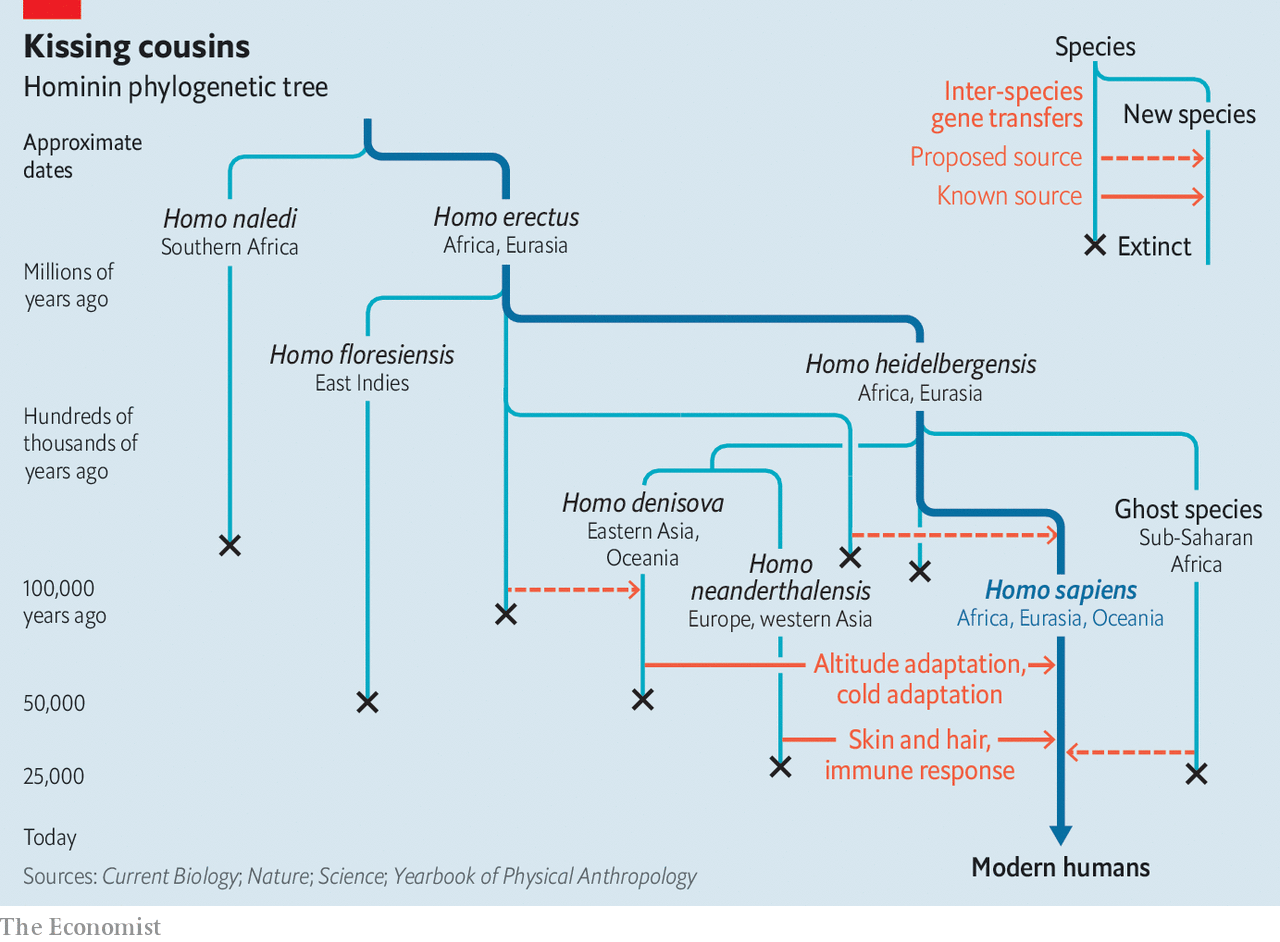 Kissing cousins
Hominin phylogenetic tree
Approximate
dates
Species
Inter-species
gene transfers
New species
Proposed source
Known source
Extinct
Homo naledi
Southern Africa
Homo erectus
Africa, Eurasia
Millions of
years ago
Homo floresiensis
East Indies
Homo heidelbergensis
Africa, Eurasia
Hundreds of
thousands of
years ago
Homo denisova
Eastern Asia,
Oceania
Ghost species
Sub-Saharan
Africa
Homo
neanderthalensis
Europe, western Asia
Homo sapiens
Africa, Eurasia, Oceania
100,000
years ago
Altitude adaptation,
cold adaptation
50,000
Skin and hair,
immune response
25,000
Today
Modern humans
Sources: Current Biology; Nature; Science; Yearbook of Physical Anthropology
The Economist